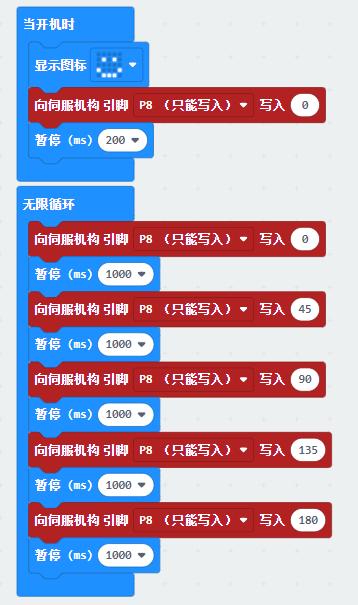 当开机时
显示图标
向伺服机构 引脚 P8 （只能写入） 写入 0
暂停 (ms) 200
无限循环
向伺服机构 引脚 P8 （只能写入） 写入 0
暂停 (ms) 1000
向伺服机构 引脚 P8 （只能写入） 写入 45
暂停 (ms) 1000
向伺服机构 引脚 P8 （只能写入） 写入 90
暂停 (ms) 1000
向伺服机构 引脚 P8 （只能写入） 写入 135
暂停 (ms) 1000
向伺服机构 引脚 P8 （只能写入） 写入 180
暂停 (ms) 1000